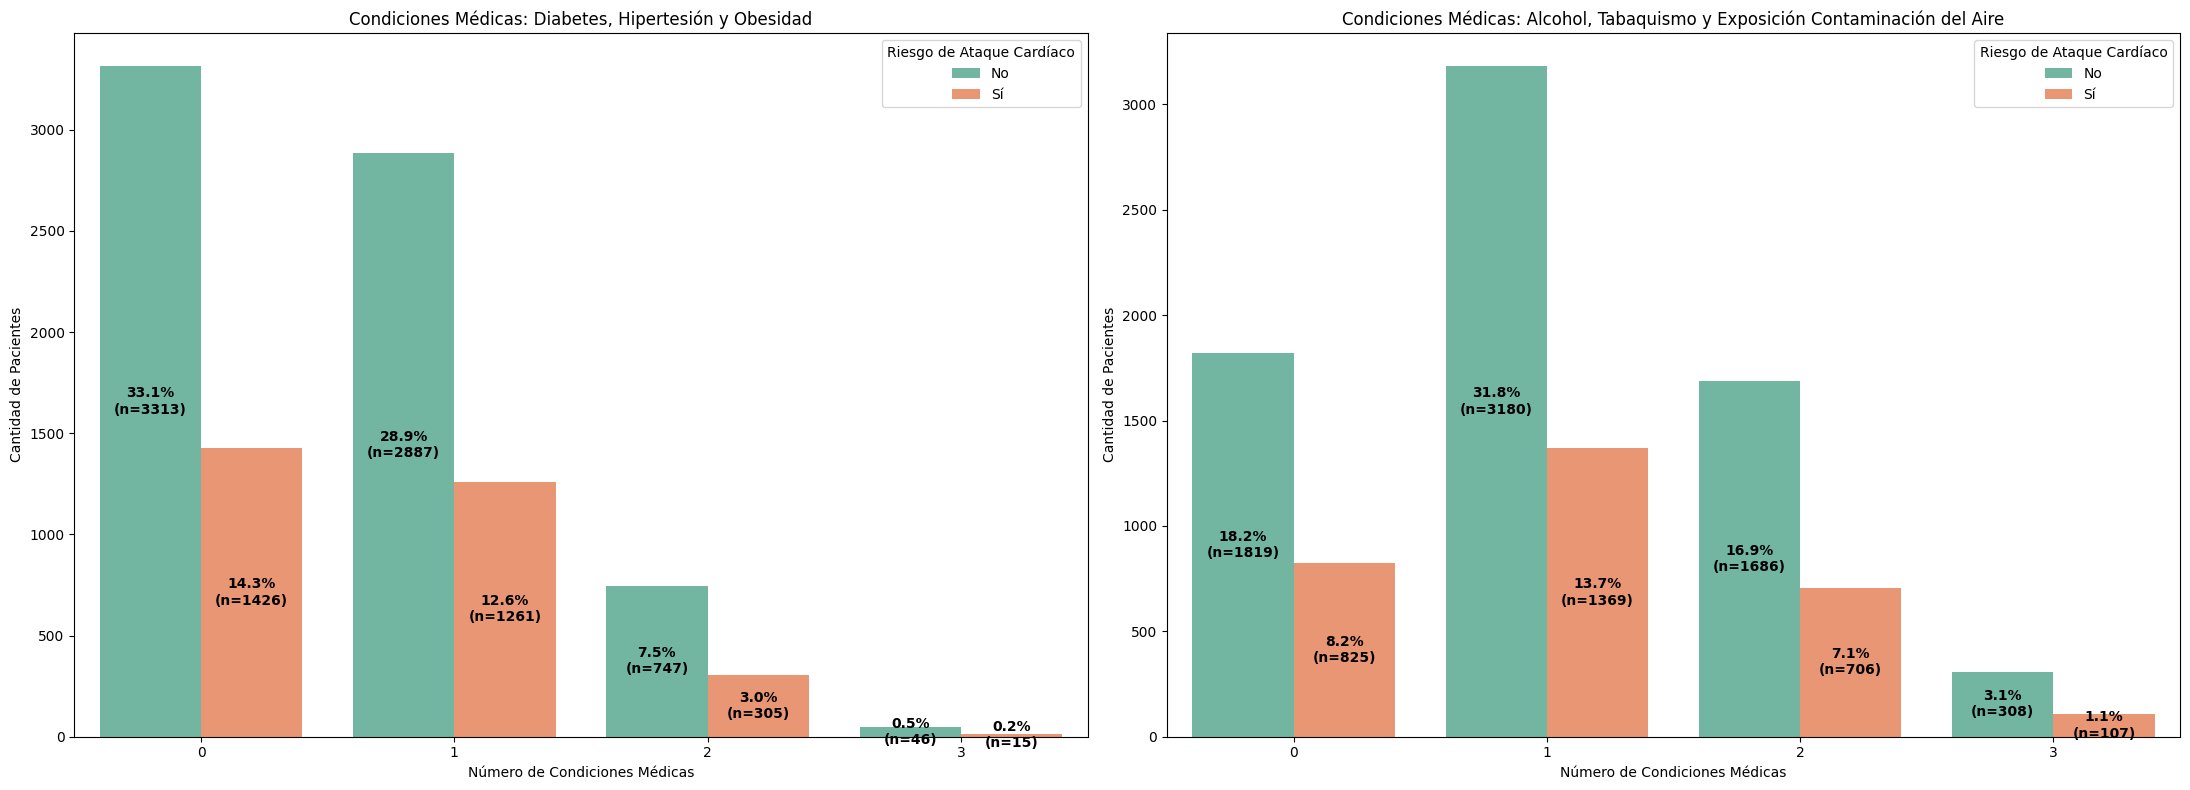 Condiciones Médicas: Diabetes, Hipertesión y Obesidad
Riesgo de Ataque Cardíaco
No
Sí
Cantidad de Pacientes
3000
2500
2000
1500
1000
500
0
33.1%
(n=3313)
14.3%
(n=1426)
28.9%
(n=2887)
12.6%
(n=1261)
7.5%
(n=747)
3.0%
(n=305)
0.5%
(n=46)
0.2%
(n=15)
0
1
2
3
Número de Condiciones Médicas
Condiciones Médicas: Alcohol, Tabaquismo y Exposición Contaminación del Aire
Riesgo de Ataque Cardíaco
No
Sí
Cantidad de Pacientes
3000
2500
2000
1500
1000
500
0
18.2%
(n=1819)
8.2%
(n=825)
31.8%
(n=3180)
13.7%
(n=1369)
16.9%
(n=1686)
7.1%
(n=706)
3.1%
(n=308)
1.1%
(n=107)
0
1
2
3
Número de Condiciones Médicas